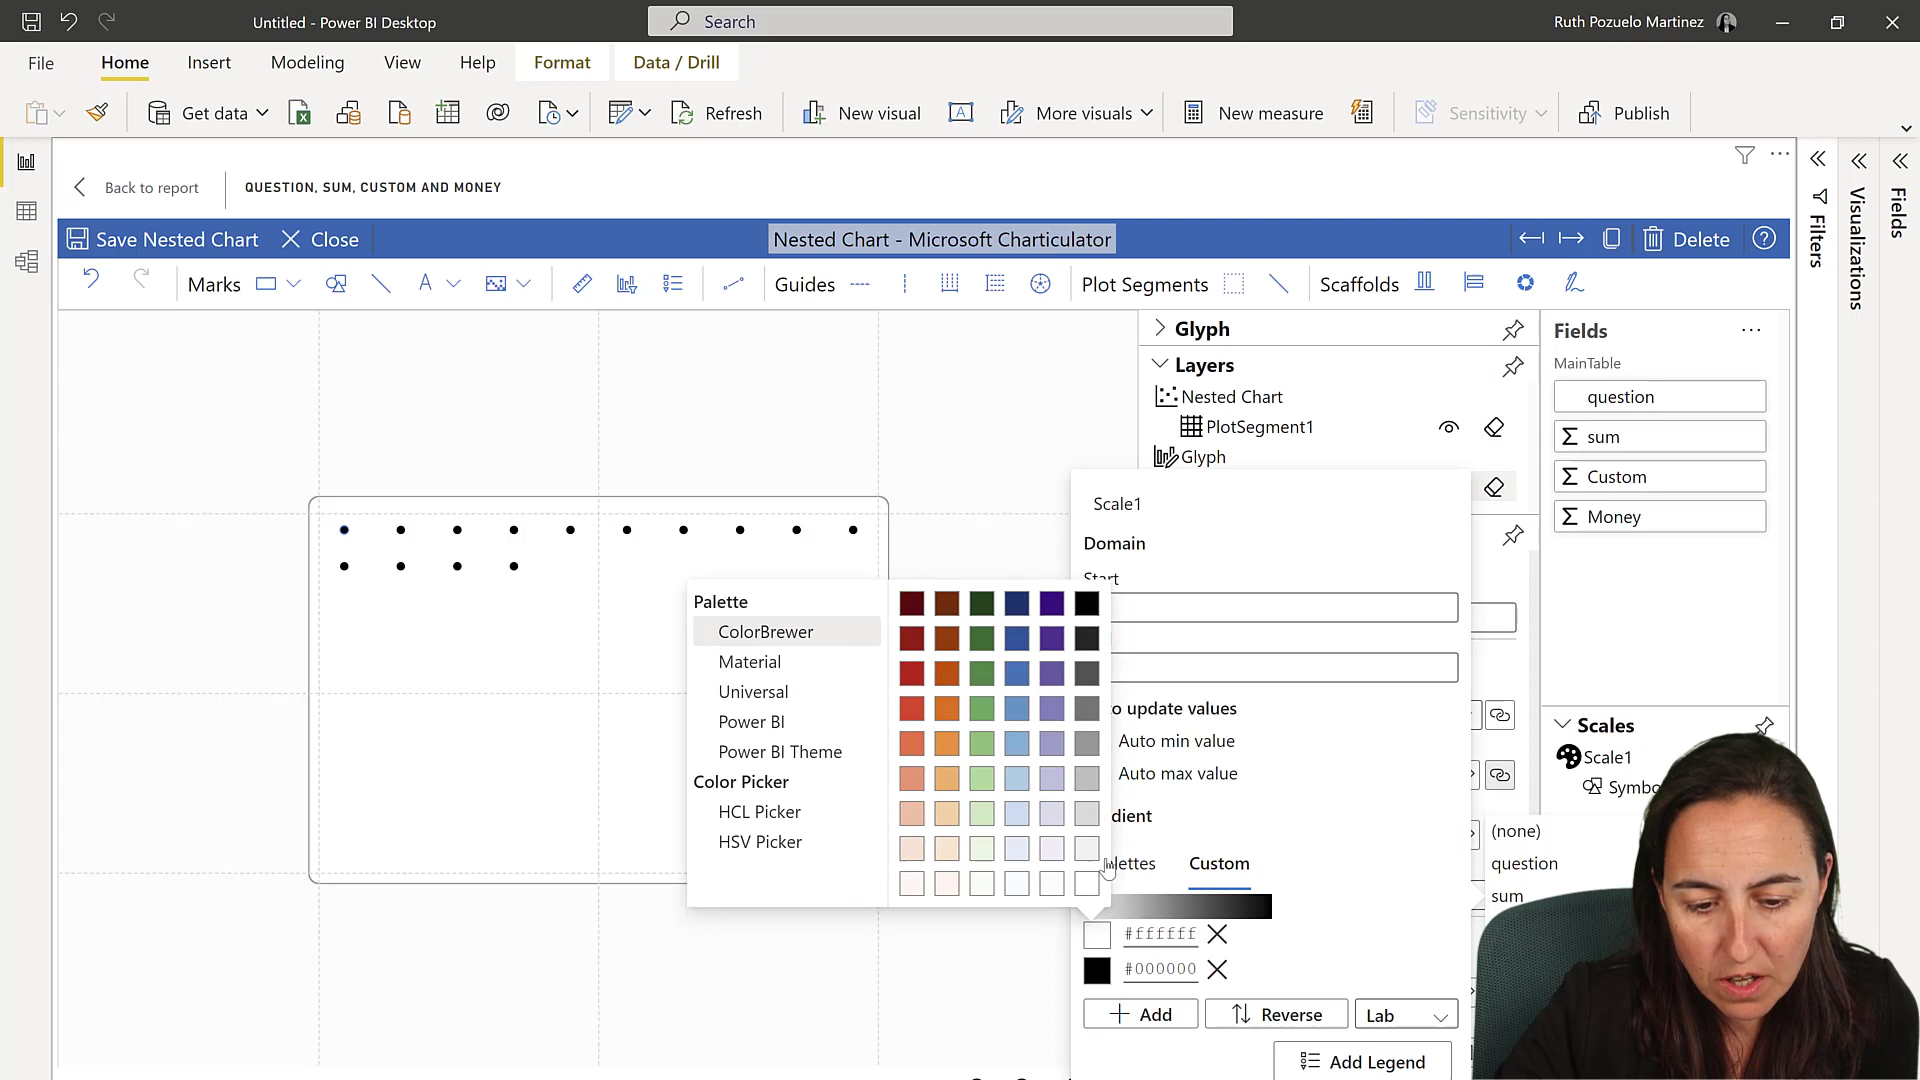 Untitled - Power BI Desktop
Search
Ruth Pozuelo Martinez
File
Home
Insert
Modeling
View
Help
Format
Data / Drill
Get data
Refresh
New visual
More visuals
New measure
Sensitivity
Publish
Back to report
QUESTION, SUM, CUSTOM AND MONEY
Save Nested Chart
Close
Nested Chart - Microsoft Charticulator
Delete
Marks
Guides
Plot Segments
Scaffolds
Glyph
Layers
Nested Chart
PlotSegment1
Glyph
Fields
MainTable
question
sum
Custom
Money
Filters
Visualizations
Fields
Scale1
Domain
Start
Palette
ColorBrewer
Material
Universal
Power BI
Power BI Theme
Color Picker
HCL Picker
HSV Picker
o update values
Auto min value
Auto max value
dient
lettes
Custom
#ffffff
#000000
Add
Reverse
Lab
Add Legend
Scales
Scale1
Symbo
(none)
question
sum